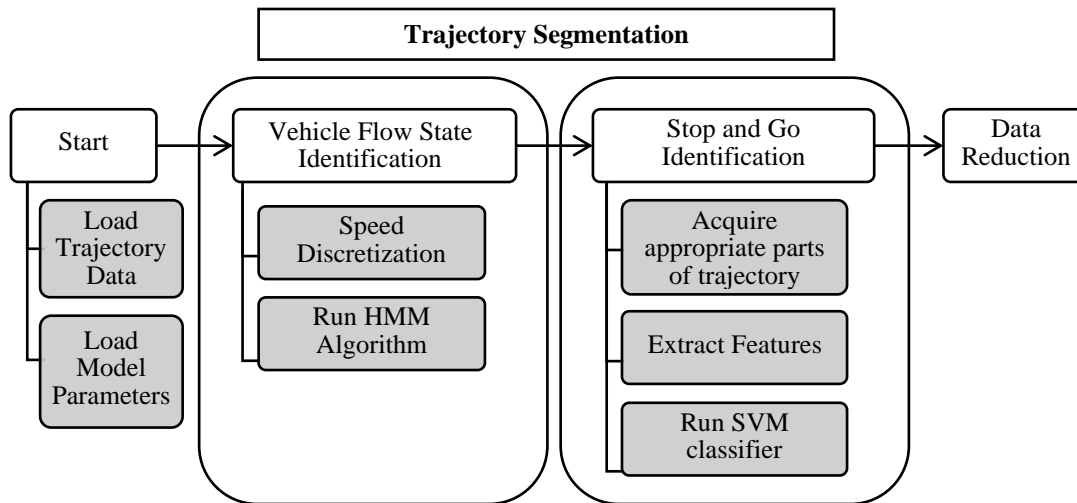 Trajectory Segmentation
Start
Load
Trajectory
Data
Load
Model
Parameters
Vehicle Flow State
Identification
Speed
Discretization
Run HMM
Algorithm
Stop and Go
Identification
Acquire
appropriate parts
of trajectory
Extract Features
Run SVM
classifier
Data
Reduction